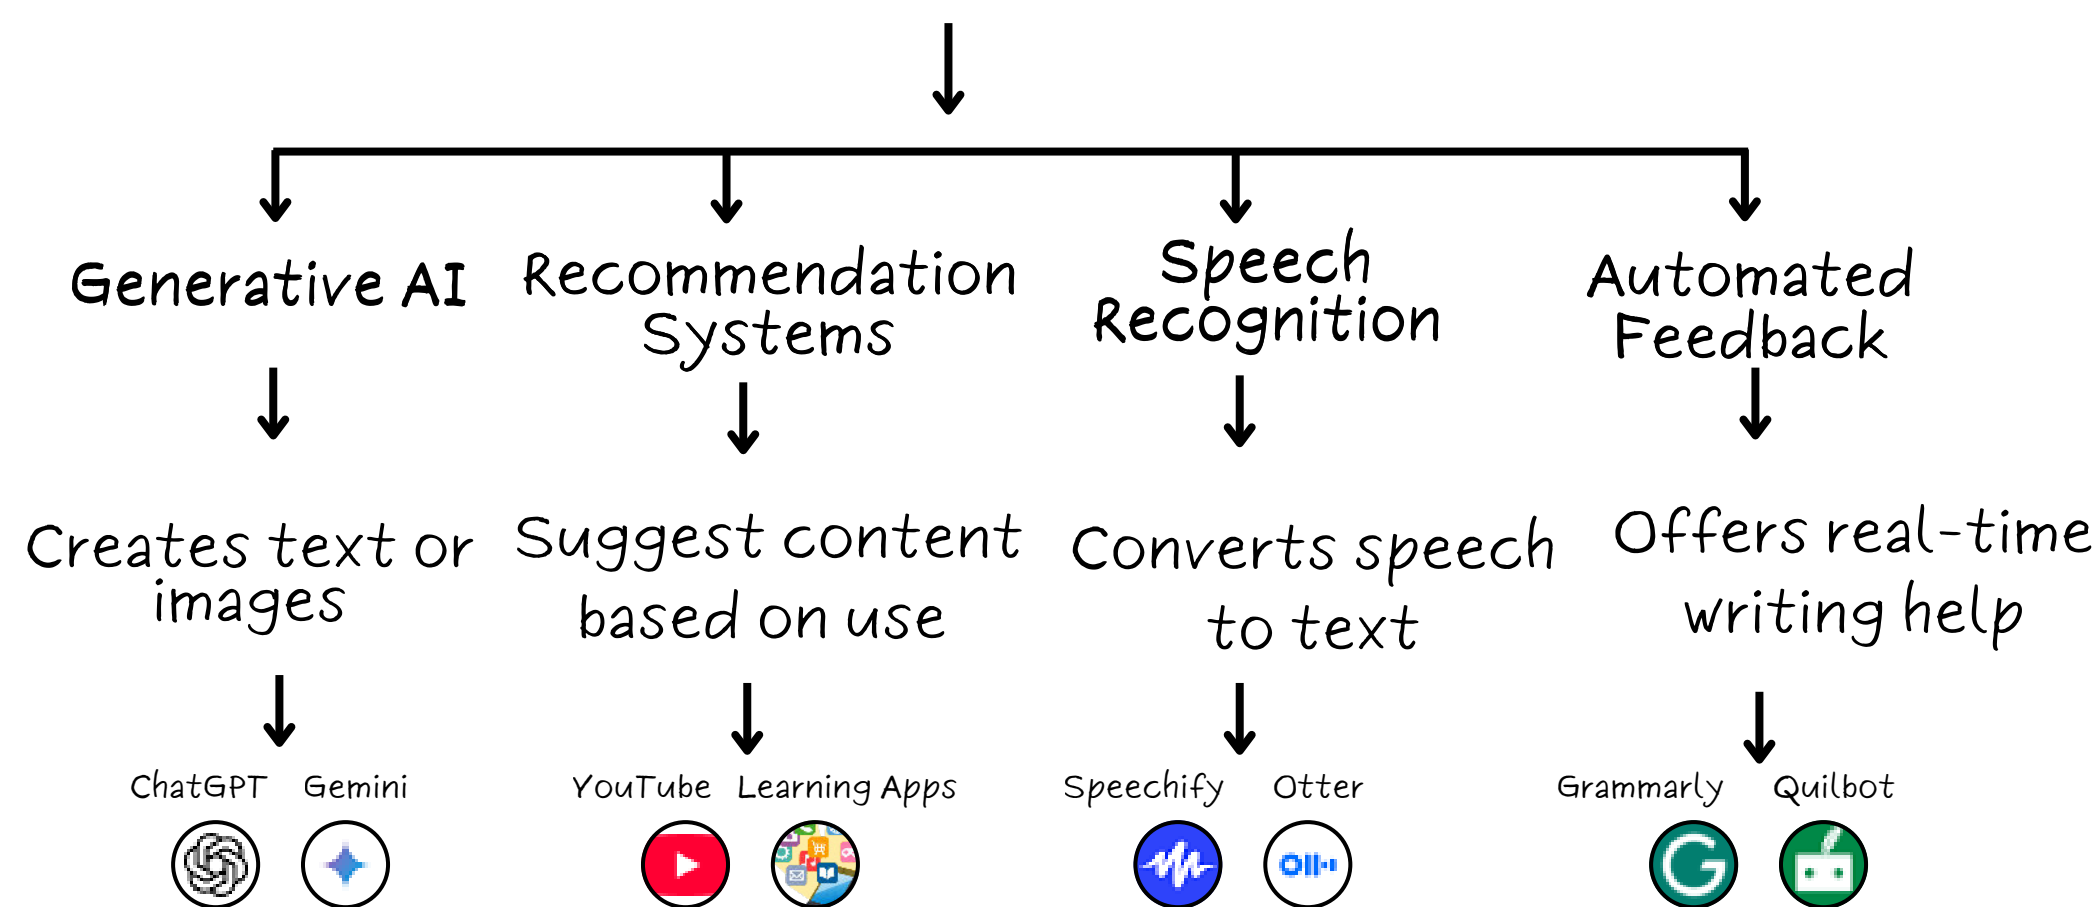 Generative AI
Recommendation
Systems
Speech
Recognition
Automated
Feedback
Creates text or
images
Suggest content
based on use
Converts speech
to text
Offers real-time
writing help
ChatGPT Gemini
YouTube Learning Apps
Speechify Otter
Grammarly Quilbot